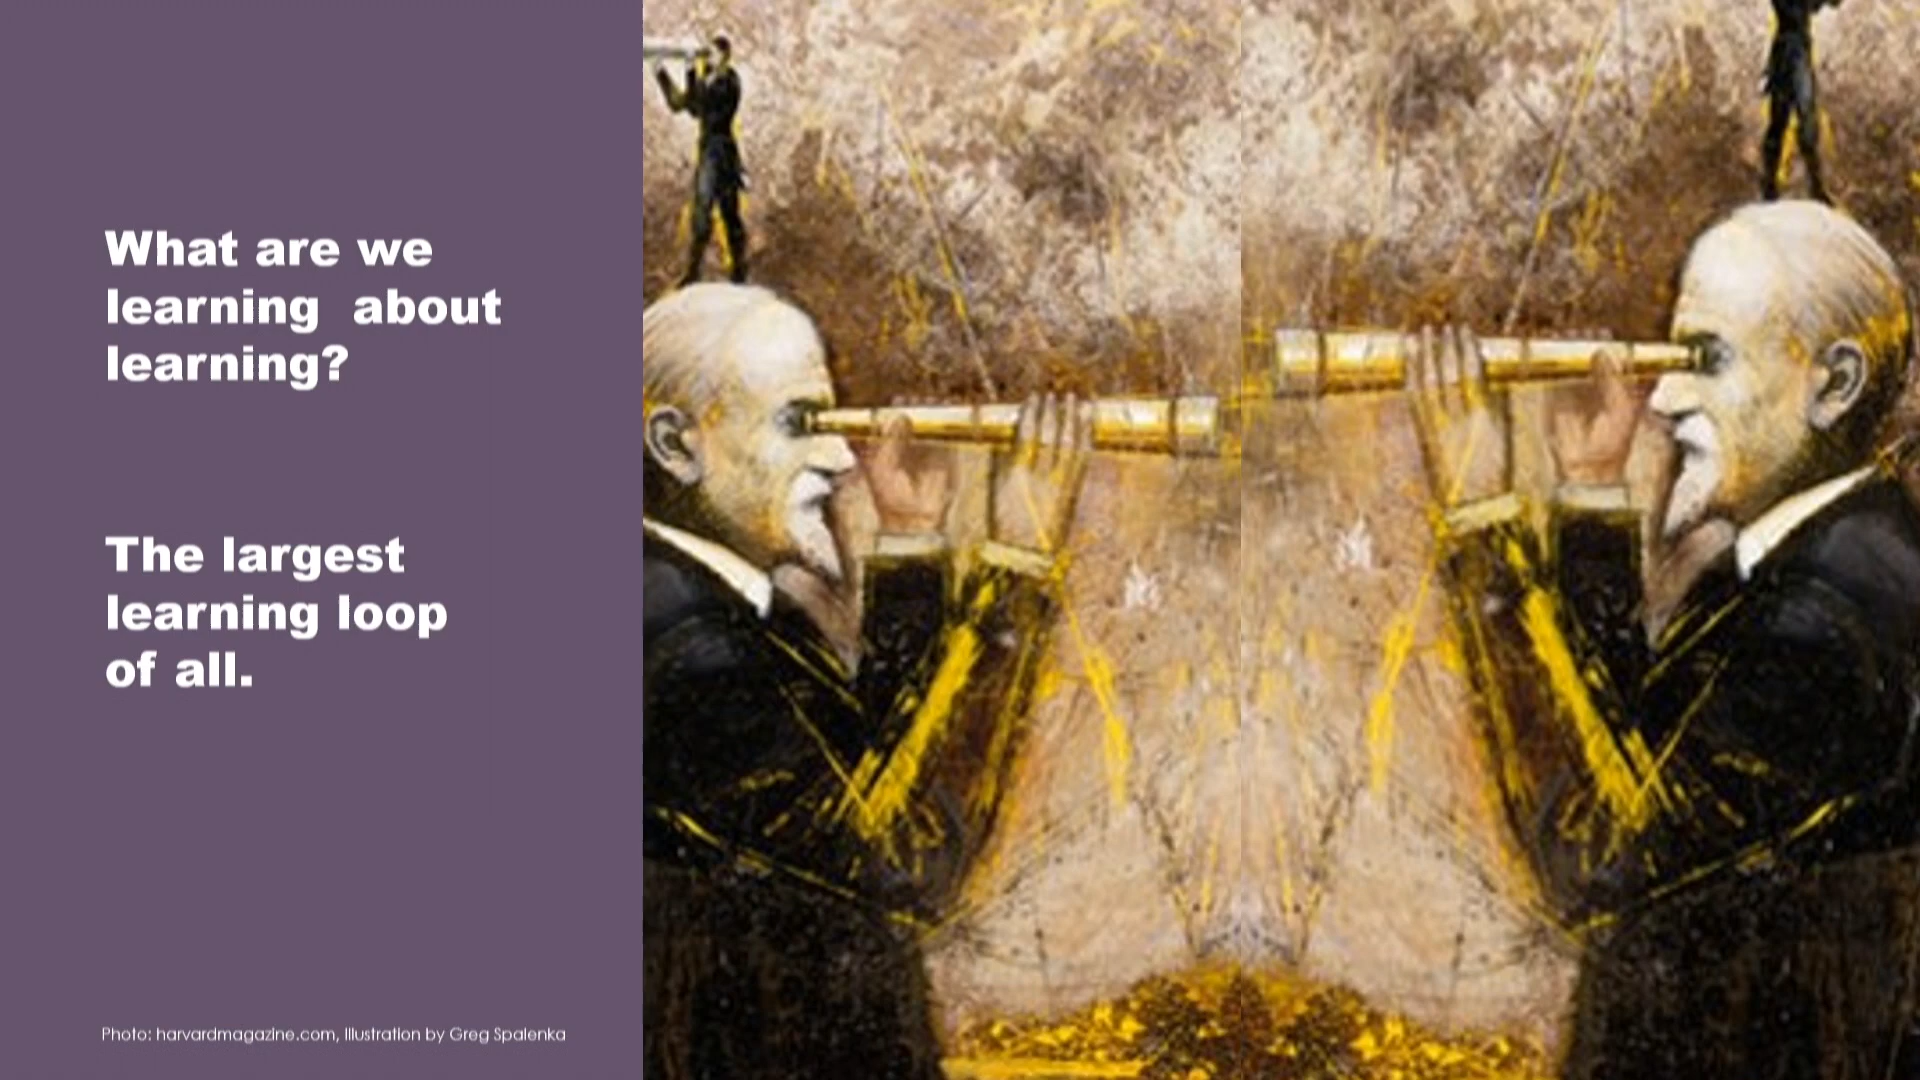 What are we
learning  about
learning?
The largest
learning loop
of all.
Photo: harvardmagazine.com, Illustration by Greg Spalenka